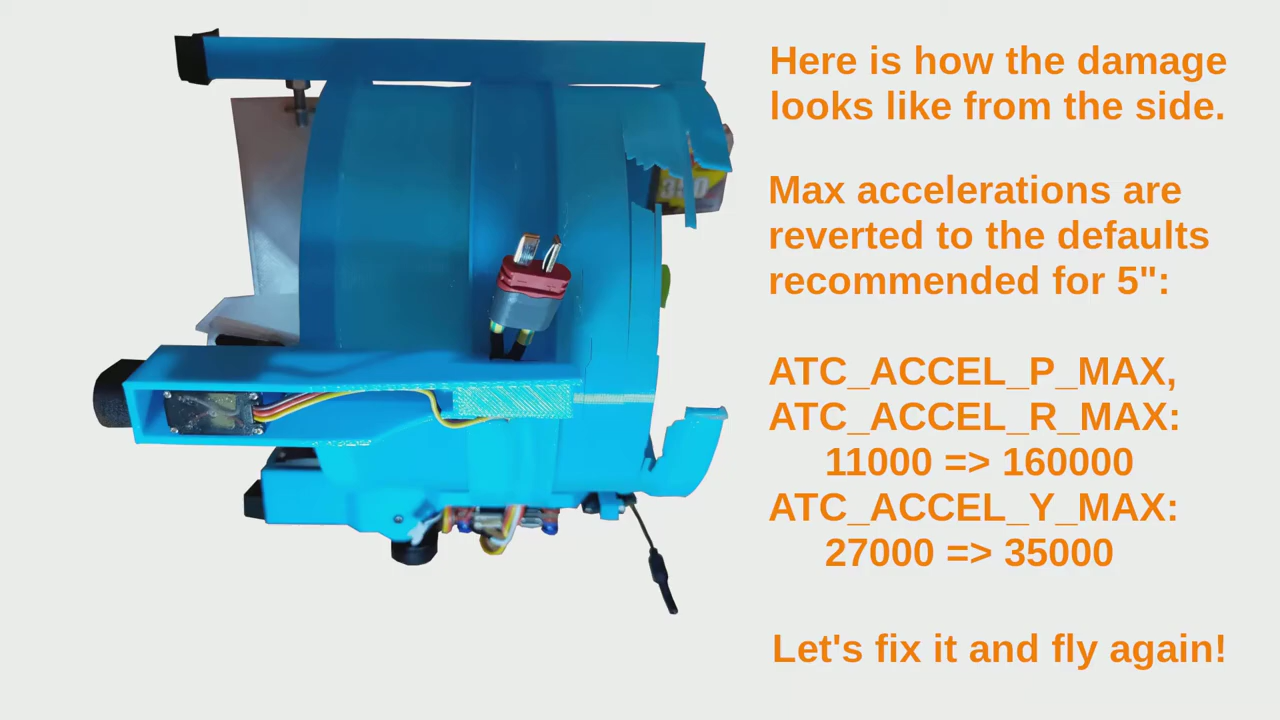 Here is how the damage
looks like from the side.
Max accelerations are
reverted to the defaults
recommended for 5":
ATC_ACCEL_P_MAX,
ATC_ACCEL_R_MAX:
11000 => 160000
ATC_ACCEL_Y_MAX:
27000 => 35000
Let's fix it and fly again!